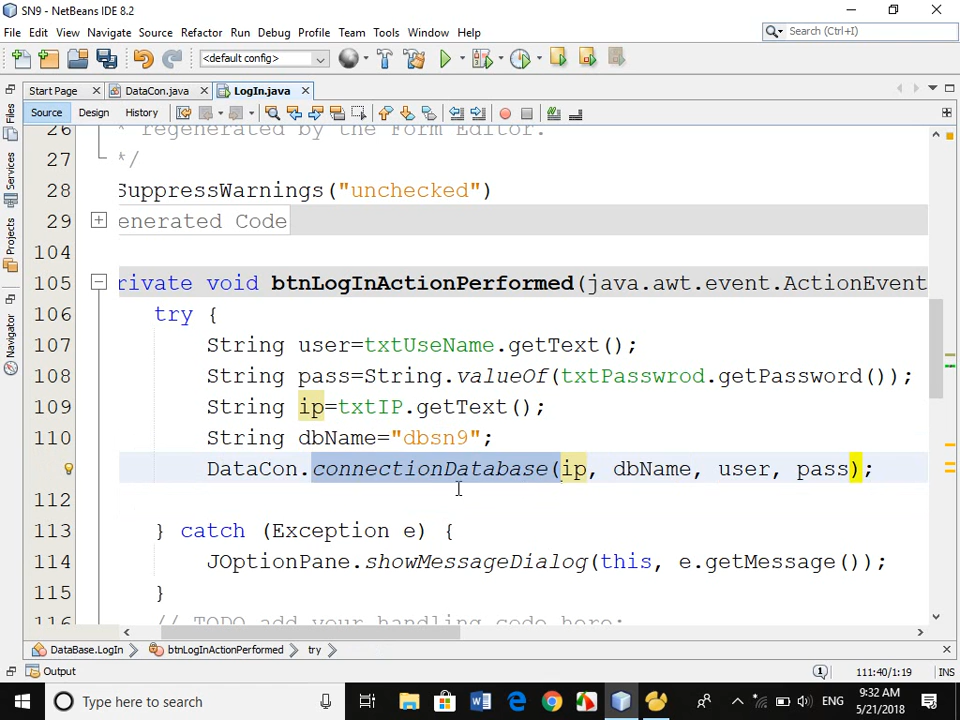 SN9 - NetBeans IDE 8.2
File Edit View Navigate Source Refactor Run Debug Profile Team Tools Window Help
Search (Ctrl+I)
<default config>
Start Page DataCon.java LogIn.java
Source Design History
Files
Services
Projects
Navigator
26 * regenerated by the Form Editor.
27 */
28 SuppressWarnings("unchecked")
29 enerated Code
104
105 rivate void btnLogInActionPerformed(java.awt.event.ActionEvent
106 try {
107 String user=txtUseName.getText();
108 String pass=String.valueOf(txtPasswrod.getPassword());
109 String ip=txtIP.getText();
110 String dbName="dbsn9";
DataCon.connectionDatabase(ip, dbName, user, pass);
112
113 } catch (Exception e) {
114 JOptionPane.showMessageDialog(this, e.getMessage());
115 }
116 // TODO add your handling code here:
DataBase.LogIn btnLogInActionPerformed try
Output 1 111:40/1:19 INS
Type here to search ENG 9:32 AM
5/21/2018